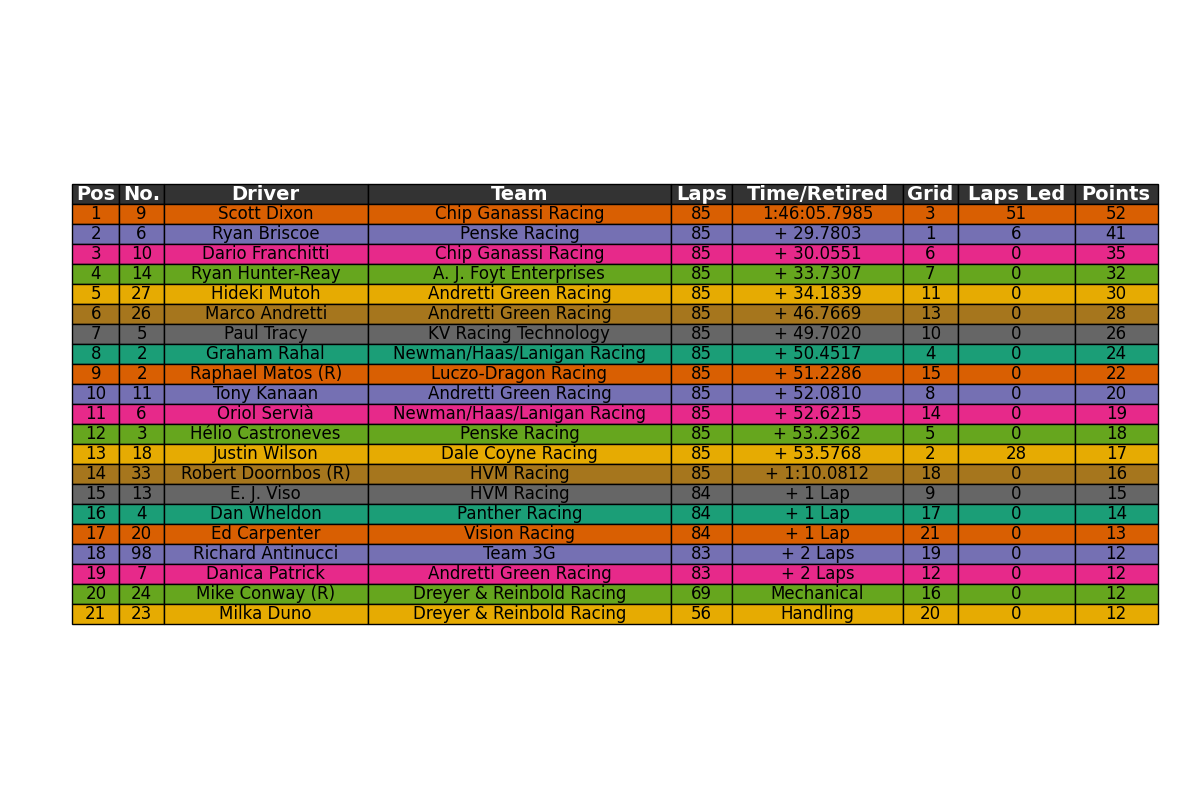 Pos No. Driver Team Laps Time/Retired Grid Laps Led Points
1 9 Scott Dixon Chip Ganassi Racing 85 1:46:05.7985 3 51 52
2 6 Ryan Briscoe Penske Racing 85 + 29.7803 1 6 41
3 10 Dario Franchitti Chip Ganassi Racing 85 + 30.0551 6 0 35
4 14 Ryan Hunter-Reay A. J. Foyt Enterprises 85 + 33.7307 7 0 32
5 27 Hideki Mutoh Andretti Green Racing 85 + 34.1839 11 0 30
6 26 Marco Andretti Andretti Green Racing 85 + 46.7669 13 0 28
7 5 Paul Tracy KV Racing Technology 85 + 49.7020 10 0 26
8 2 Graham Rahal Newman/Haas/Lanigan Racing 85 + 50.4517 4 0 24
9 2 Raphael Matos (R) Luczo-Dragon Racing 85 + 51.2286 15 0 22
10 11 Tony Kanaan Andretti Green Racing 85 + 52.0810 8 0 20
11 6 Oriol Servià Newman/Haas/Lanigan Racing 85 + 52.6215 14 0 19
12 3 Hélio Castroneves Penske Racing 85 + 53.2362 5 0 18
13 18 Justin Wilson Dale Coyne Racing 85 + 53.5768 2 28 17
14 33 Robert Doornbos (R) HVM Racing 85 + 1:10.0812 18 0 16
15 13 E. J. Viso HVM Racing 84 + 1 Lap 9 0 15
16 4 Dan Wheldon Panther Racing 84 + 1 Lap 17 0 14
17 20 Ed Carpenter Vision Racing 84 + 1 Lap 21 0 13
18 98 Richard Antinucci Team 3G 83 + 2 Laps 19 0 12
19 7 Danica Patrick Andretti Green Racing 83 + 2 Laps 12 0 12
20 24 Mike Conway (R) Dreyer & Reinbold Racing 69 Mechanical 16 0 12
21 23 Milka Duno Dreyer & Reinbold Racing 56 Handling 20 0 12